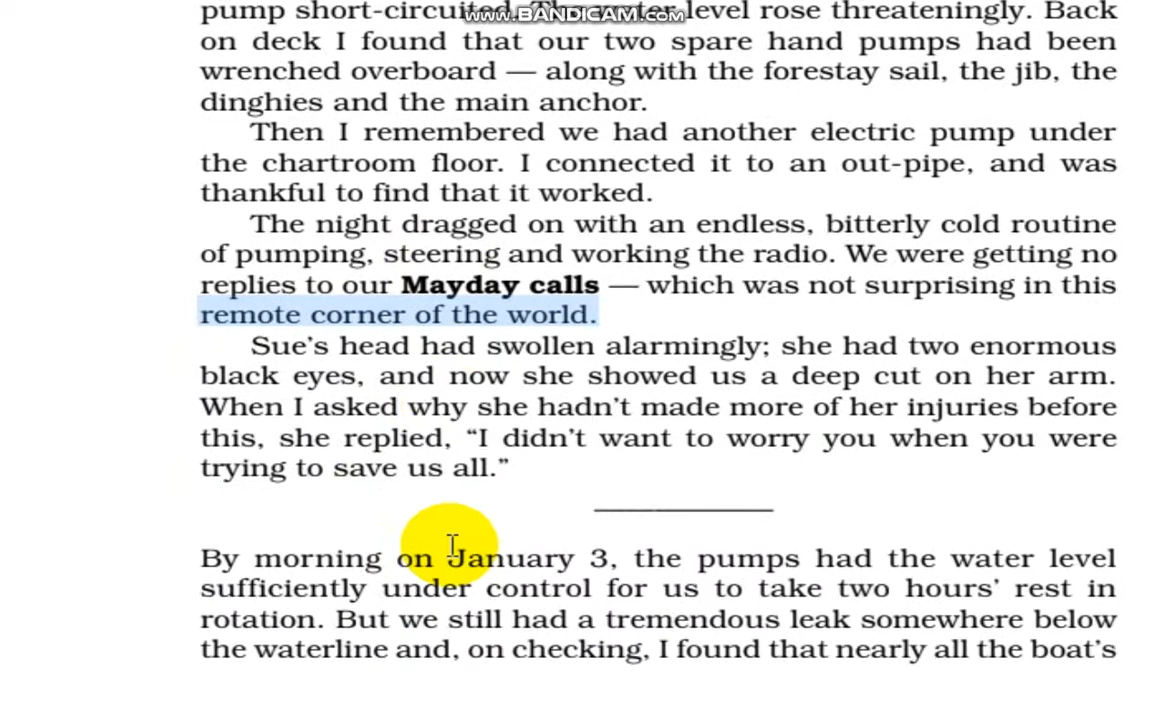 pump short-circuited. The water level rose threateningly. Back
www.BANDICAM.com
on deck I found that our two spare hand pumps had been
wrenched overboard — along with the forestay sail, the jib, the
dinghies and the main anchor.
Then I remembered we had another electric pump under
the chartroom floor. I connected it to an out-pipe, and was
thankful to find that it worked.
The night dragged on with an endless, bitterly cold routine
of pumping, steering and working the radio. We were getting no
replies to our Mayday calls — which was not surprising in this
remote corner of the world.
Sue’s head had swollen alarmingly; she had two enormous
black eyes, and now she showed us a deep cut on her arm.
When I asked why she hadn’t made more of her injuries before
this, she replied, “I didn’t want to worry you when you were
trying to save us all.”
By morning on January 3, the pumps had the water level
sufficiently under control for us to take two hours’ rest in
rotation. But we still had a tremendous leak somewhere below
the waterline and, on checking, I found that nearly all the boat’s